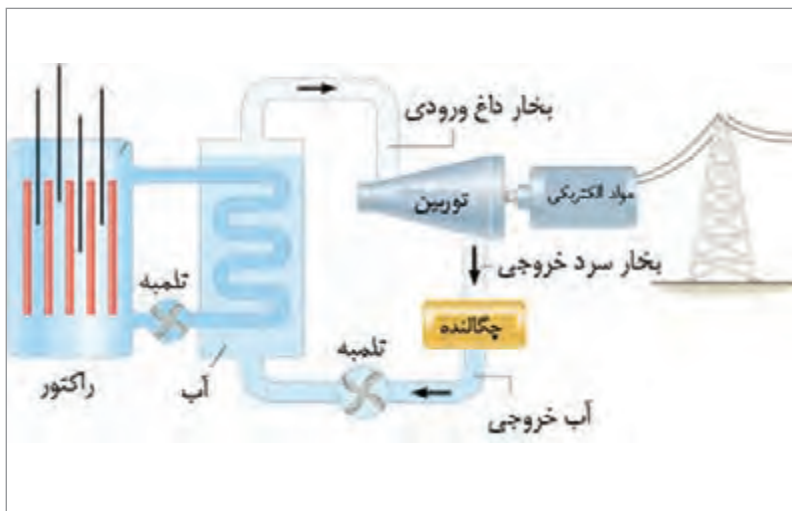 بخار داغ ورودی
توربین
مولد الکتریکی
بخار سرد خروجی
تلمبه
چگالنده
تلمبه
آب
راکتور
آب خروجی